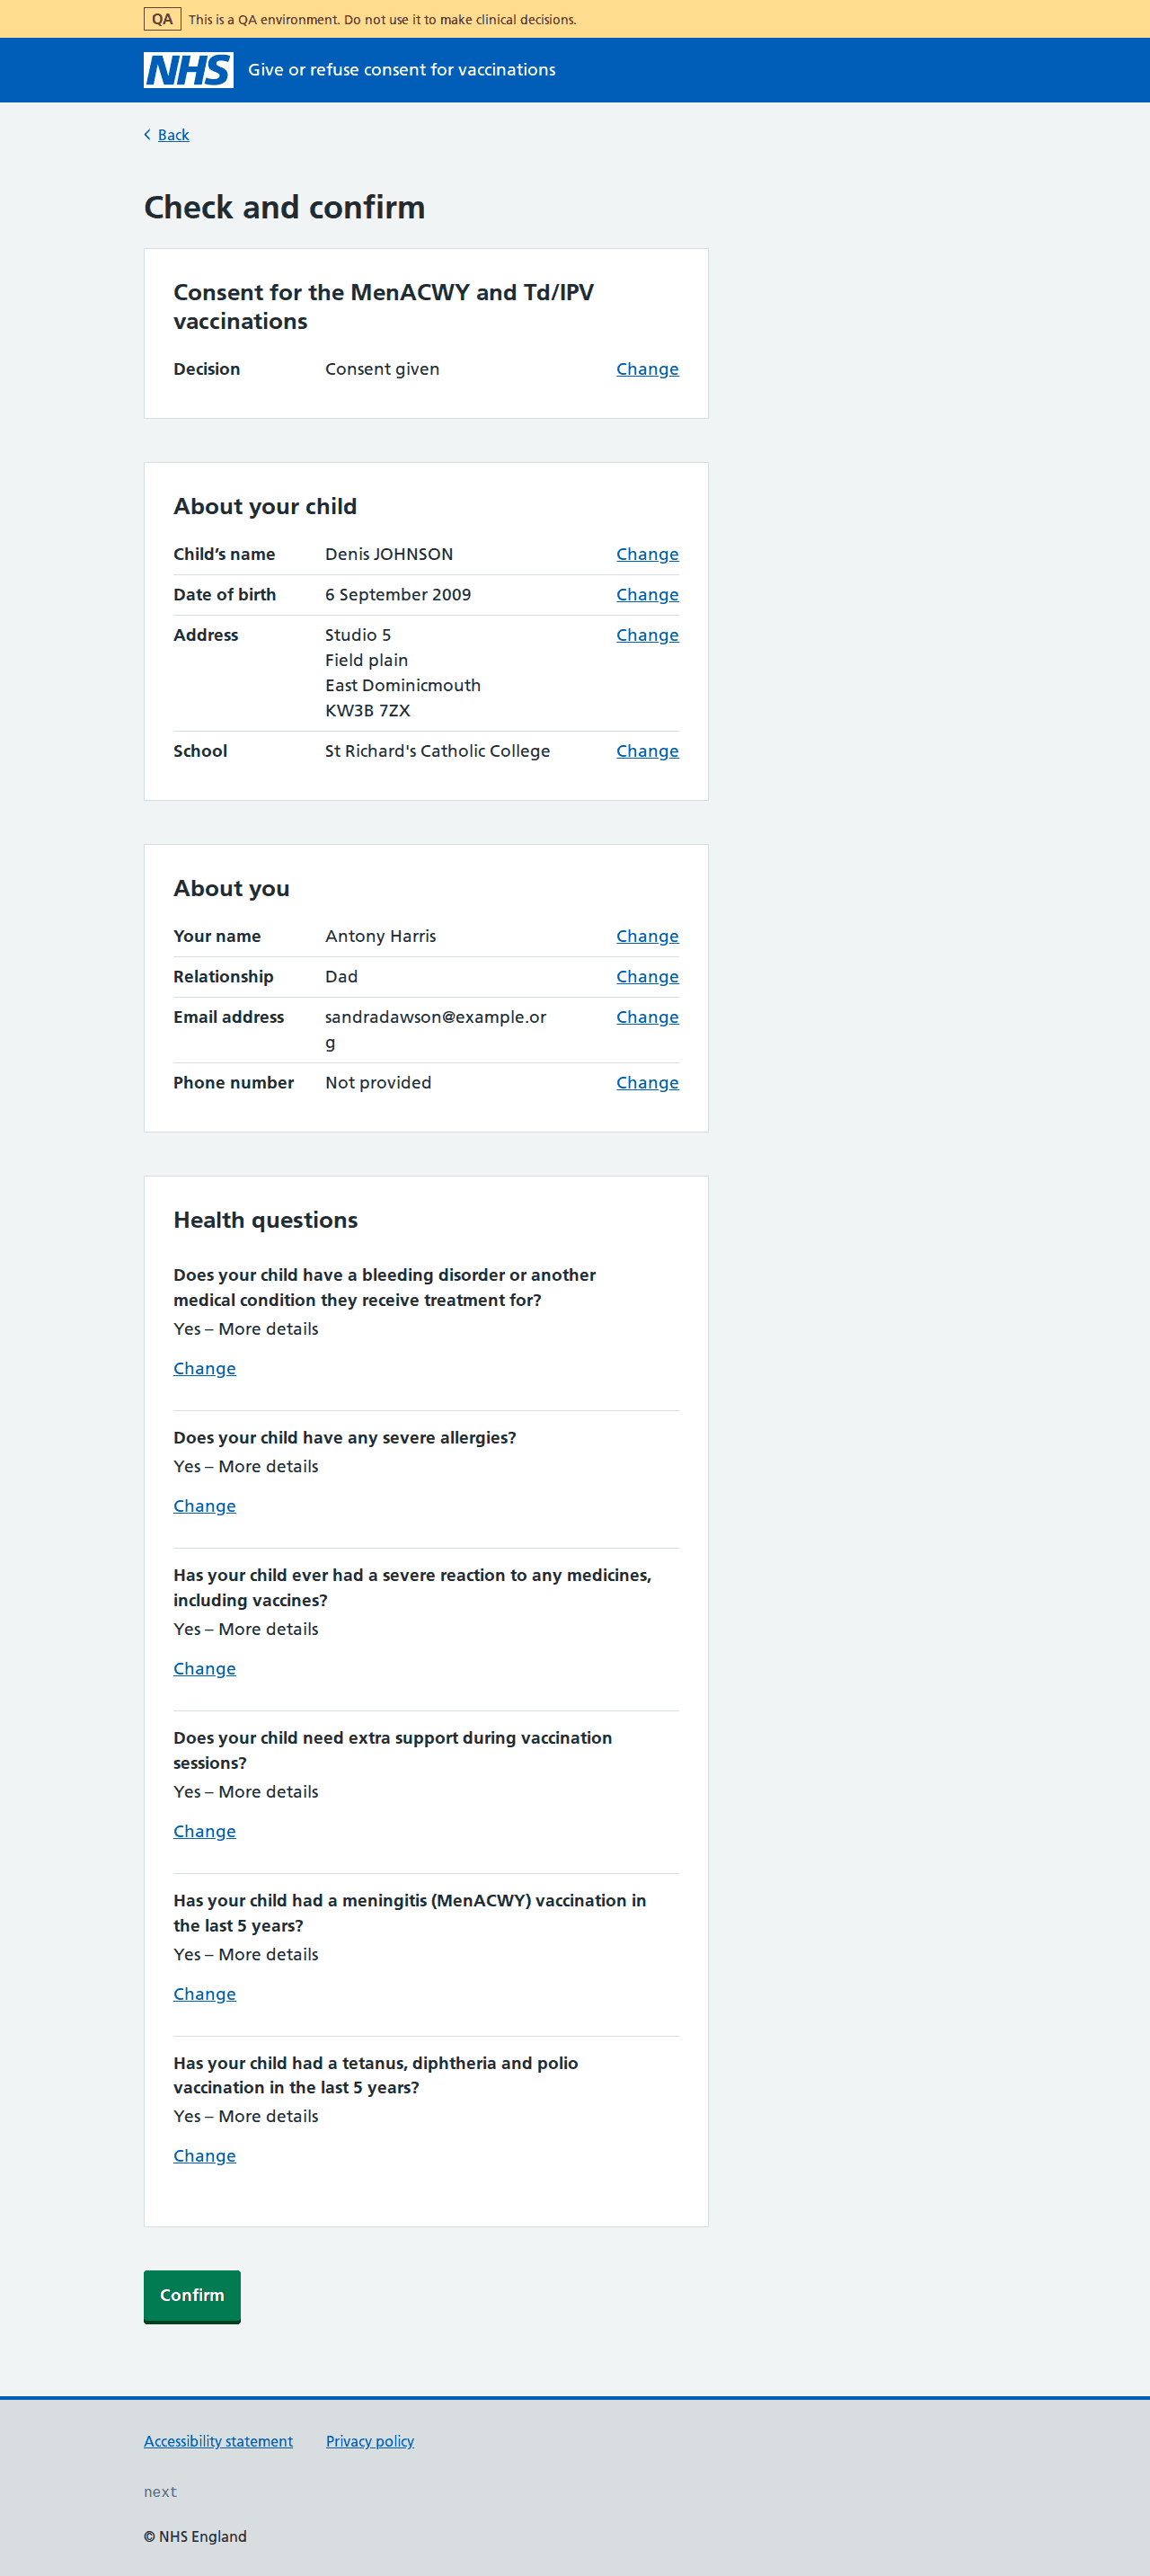 QA This is a QA environment. Do not use it to make clinical decisions.
NHS Give or refuse consent for vaccinations
Back
Check and confirm
Consent for the MenACWY and Td/IPV
vaccinations
Decision Consent given Change
About your child
Child’s name Denis JOHNSON Change
Date of birth 6 September 2009 Change
Address Studio 5 Change
Field plain
East Dominicmouth
KW3B 7ZX
School St Richard's Catholic College Change
About you
Your name Antony Harris Change
Relationship Dad Change
Email address sandradawson@example.or Change
g
Phone number Not provided Change
Health questions
Does your child have a bleeding disorder or another
medical condition they receive treatment for?
Yes – More details
Change
Does your child have any severe allergies?
Yes – More details
Change
Has your child ever had a severe reaction to any medicines,
including vaccines?
Yes – More details
Change
Does your child need extra support during vaccination
sessions?
Yes – More details
Change
Has your child had a meningitis (MenACWY) vaccination in
the last 5 years?
Yes – More details
Change
Has your child had a tetanus, diphtheria and polio
vaccination in the last 5 years?
Yes – More details
Change
Confirm
Accessibility statement Privacy policy
next
© NHS England